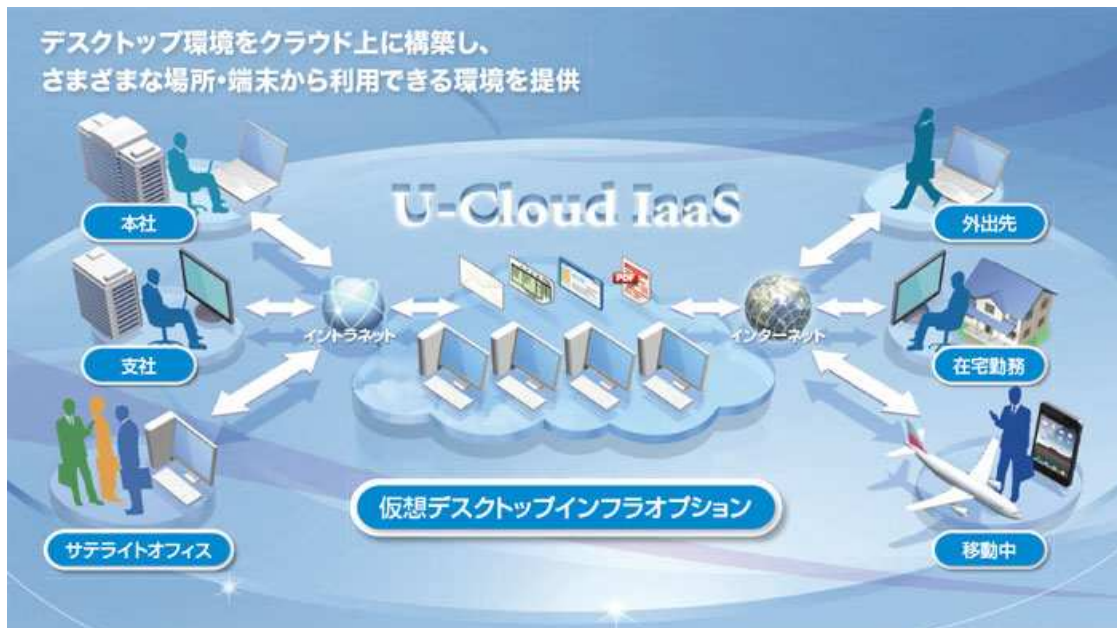 デスクトップ環境をクラウド上に構築し、
さまざまな場所・端末から利用できる環境を提供
U-Cloud IaaS
本社
外出先
PDF
イントラネット
インターネット
支社
在宅勤務
仮想デスクトップインフラオプション
サテライトオフィス
移動中